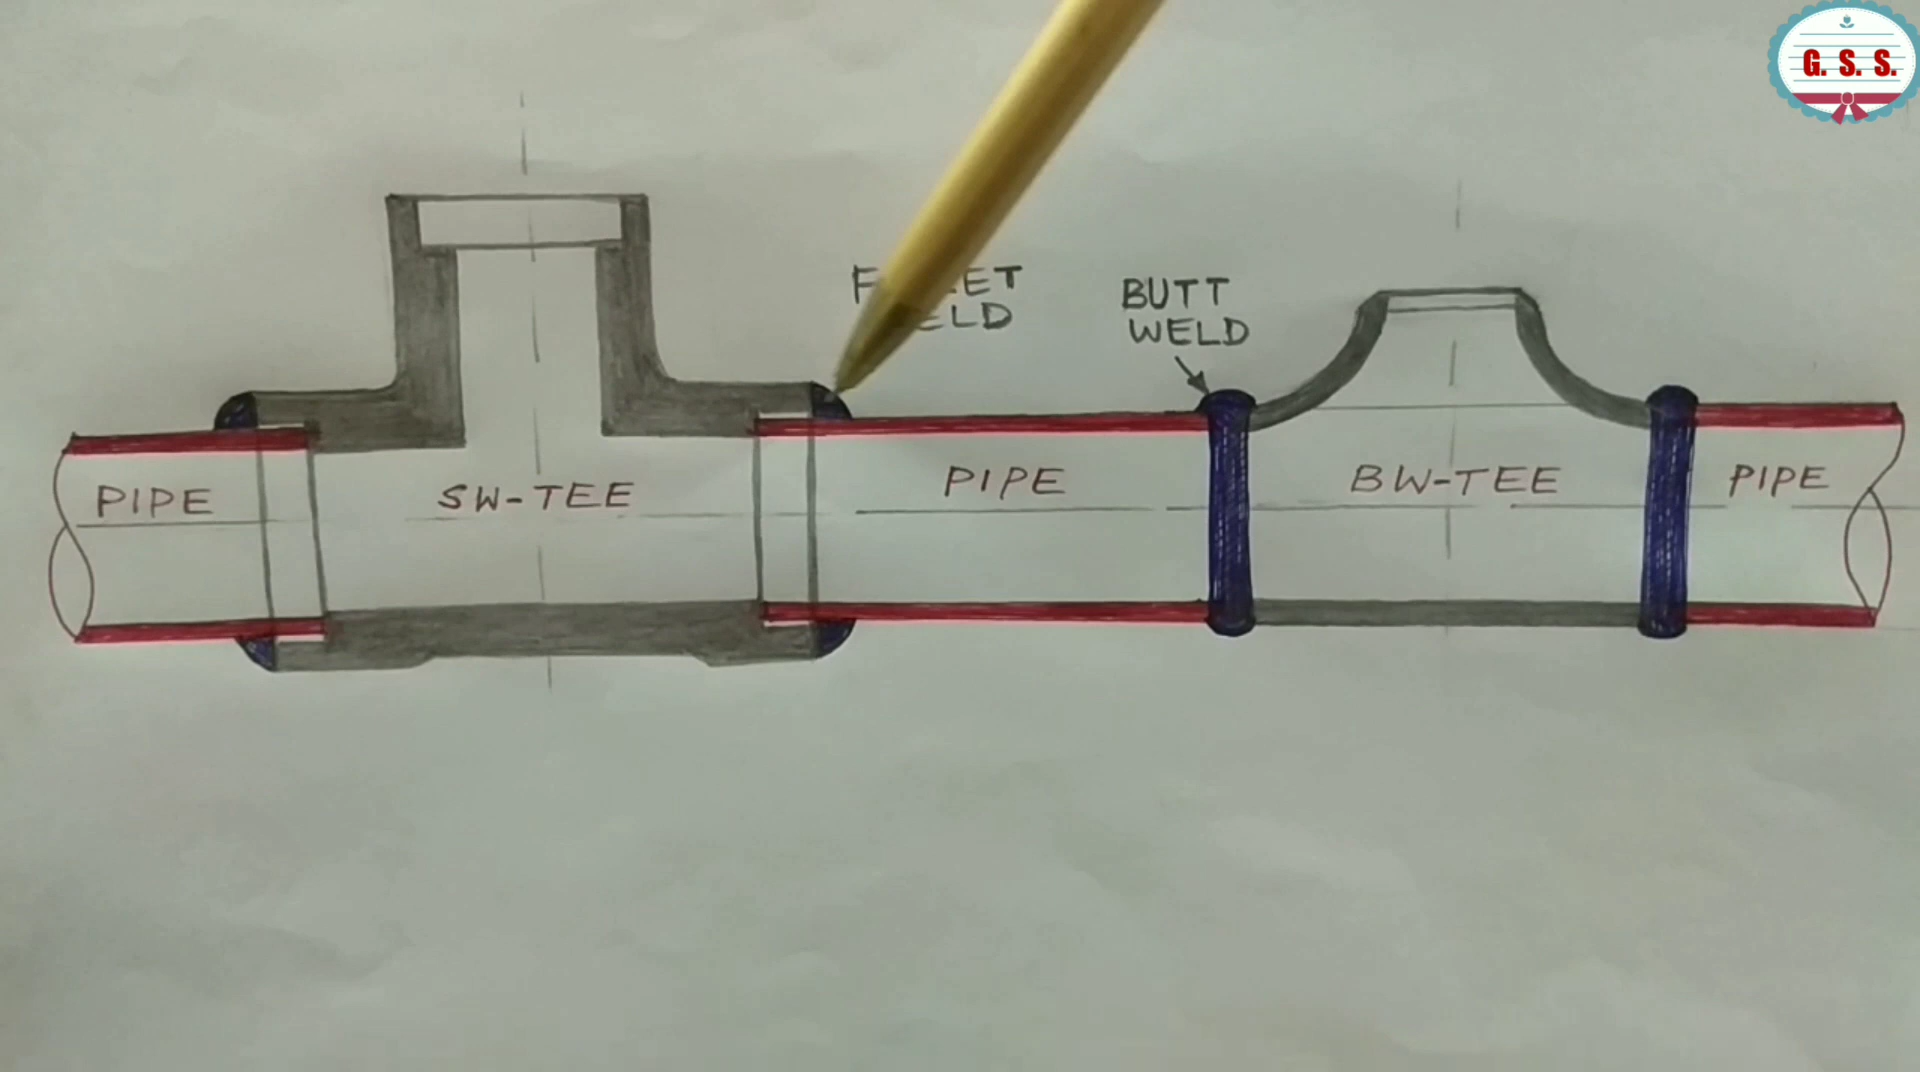 G. S. S.
BUTT
WELD
PIPE
SW-TEE
PIPE
BW-TEE
PIPE